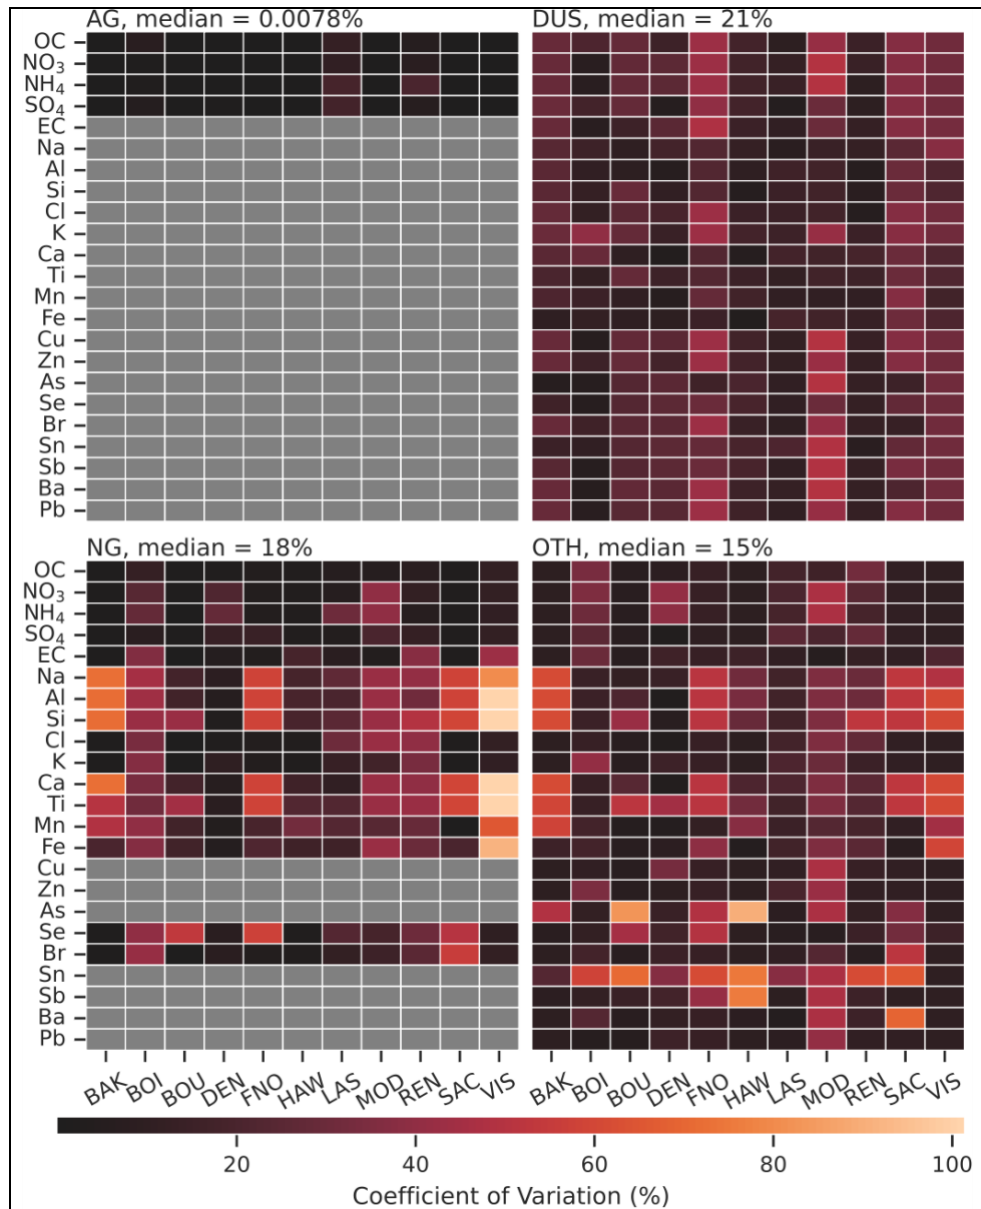 AG, median = 0.0078%
DUS, median = 21%
OC
NO3
NH4
SO4
EC
Na
Al
Si
Cl
K
Ca
Ti
Mn
Fe
Cu
Zn
As
Se
Br
Sn
Sb
Ba
Pb
NG, median = 18%
OTH, median = 15%
OC
NO3
NH4
SO4
EC
Na
Al
Si
Cl
K
Ca
Ti
Mn
Fe
Cu
Zn
As
Se
Br
Sn
Sb
Ba
Pb
BAK BOI BOU DEN FNO HAW LAS MOD REN SAC VIS
BAK BOI BOU DEN FNO HAW LAS MOD REN SAC VIS
20 40 60 80 100
Coefficient of Variation (%)